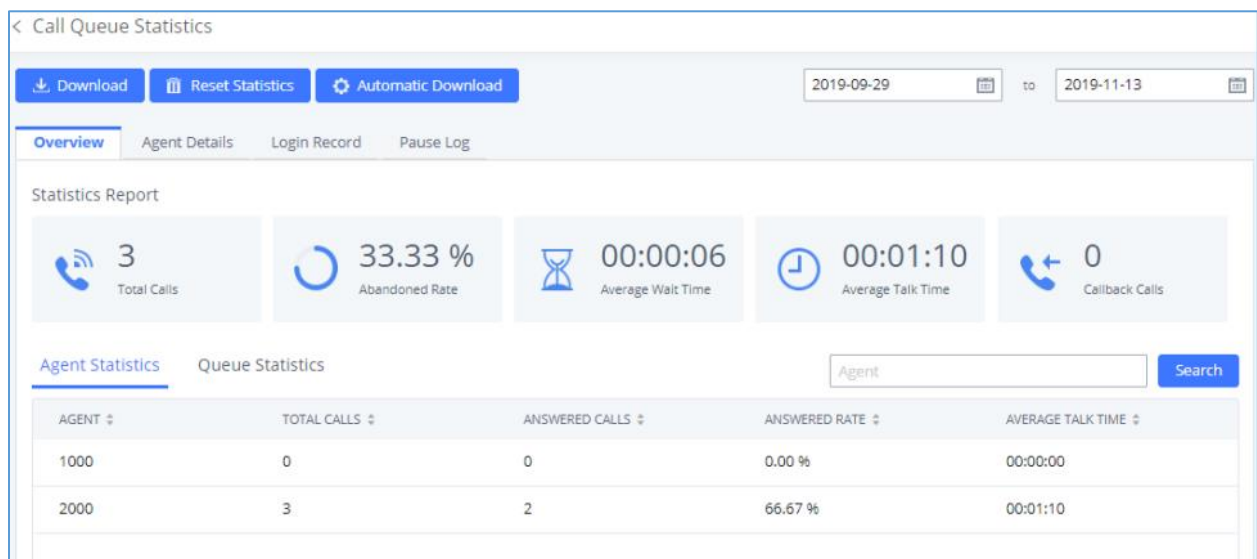 < Call Queue Statistics
Download Reset Statistics Automatic Download 2019-09-29 to 2019-11-13
Overview Agent Details Login Record Pause Log
Statistics Report
3 33.33 % 00:00:06 00:01:10 0
Total Calls Abandoned Rate Average Wait Time Average Talk Time Callback Calls
Agent Statistics Queue Statistics Agent Search
AGENT TOTAL CALLS ANSWERED CALLS ANSWERED RATE AVERAGE TALK TIME
1000 0 0 0.00 % 00:00:00
2000 3 2 66.67 % 00:01:10